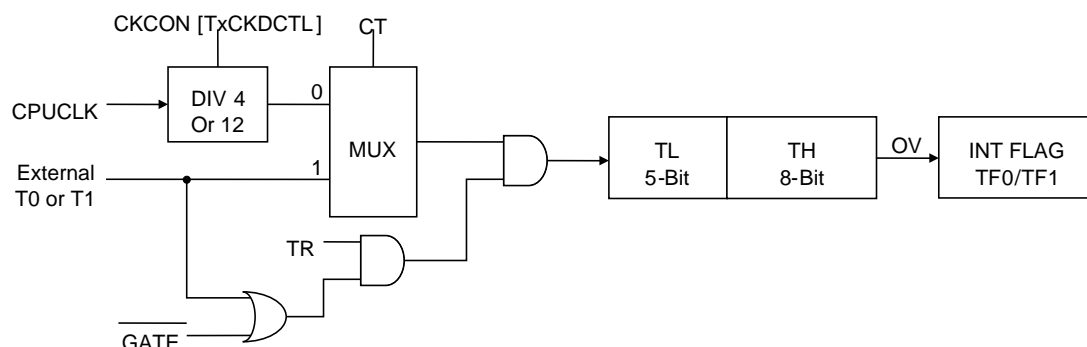 CKCON [TxCKDCTL]
CT
CPUCLK
DIV 4
Or 12
0
MUX
External
T0 or T1
1
TL
5-Bit
TH
8-Bit
OV
INT FLAG
TF0/TF1
TR
GATE